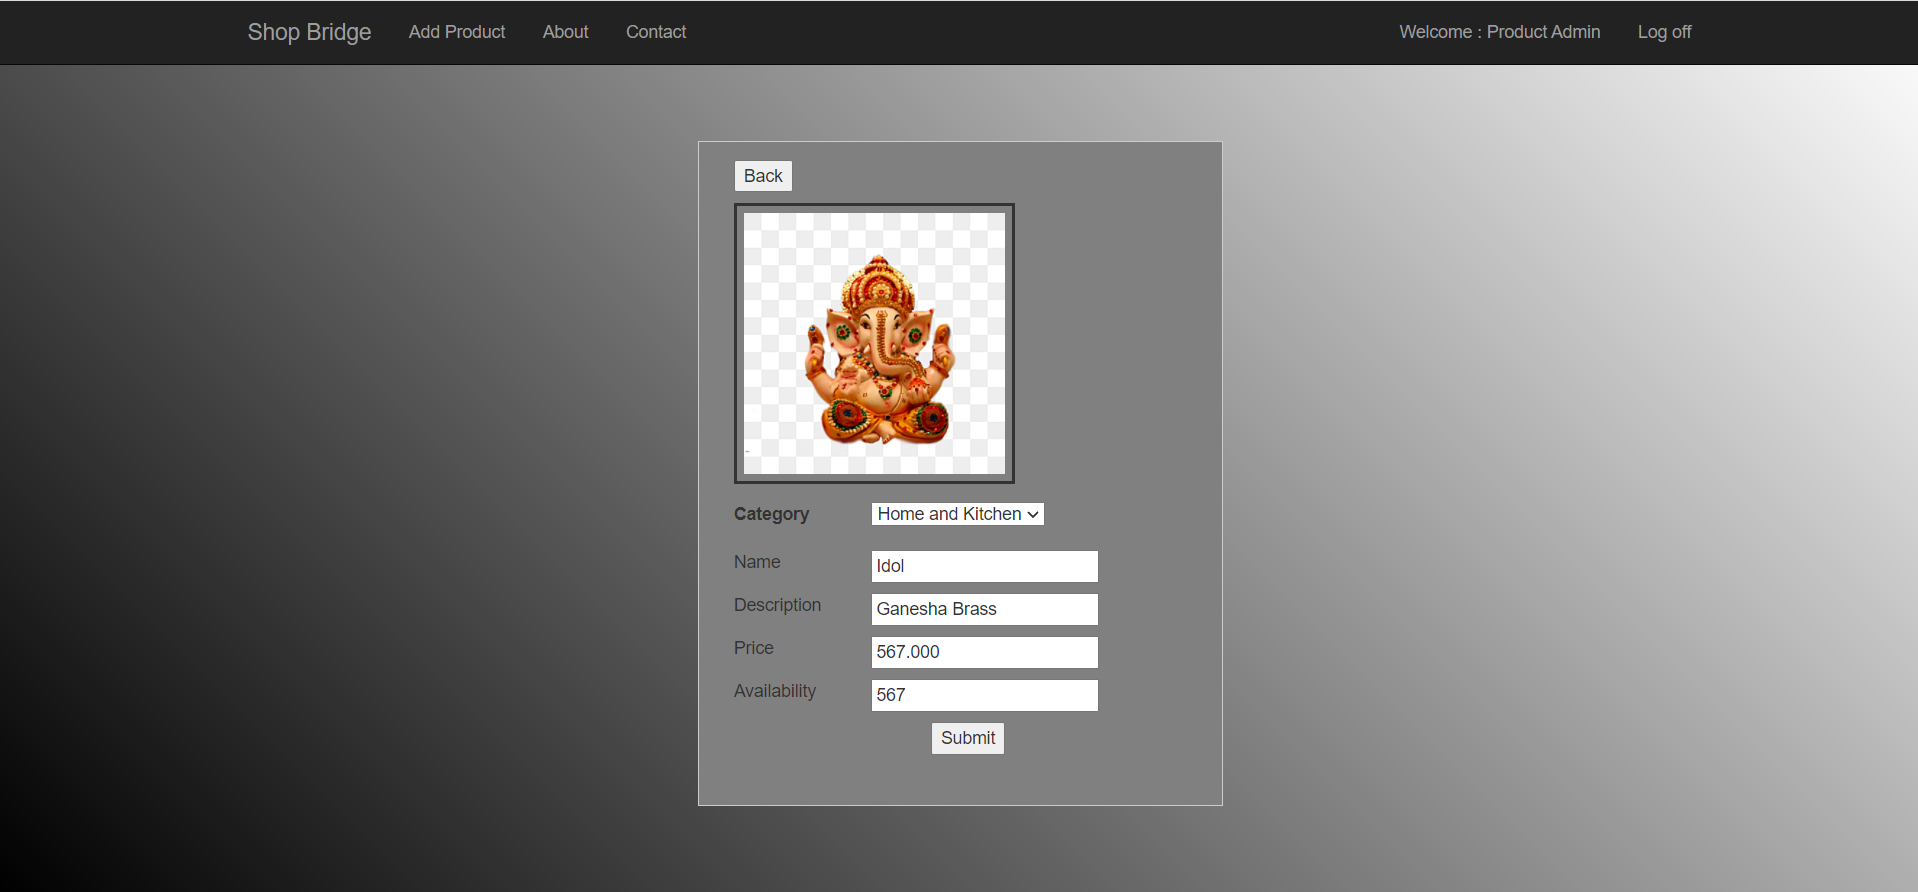 Shop Bridge Add Product About Contact Welcome : Product Admin Log off
Back
Category Home and Kitchen
Name Idol
Description Ganesha Brass
Price 567.000
Availability 567
Submit